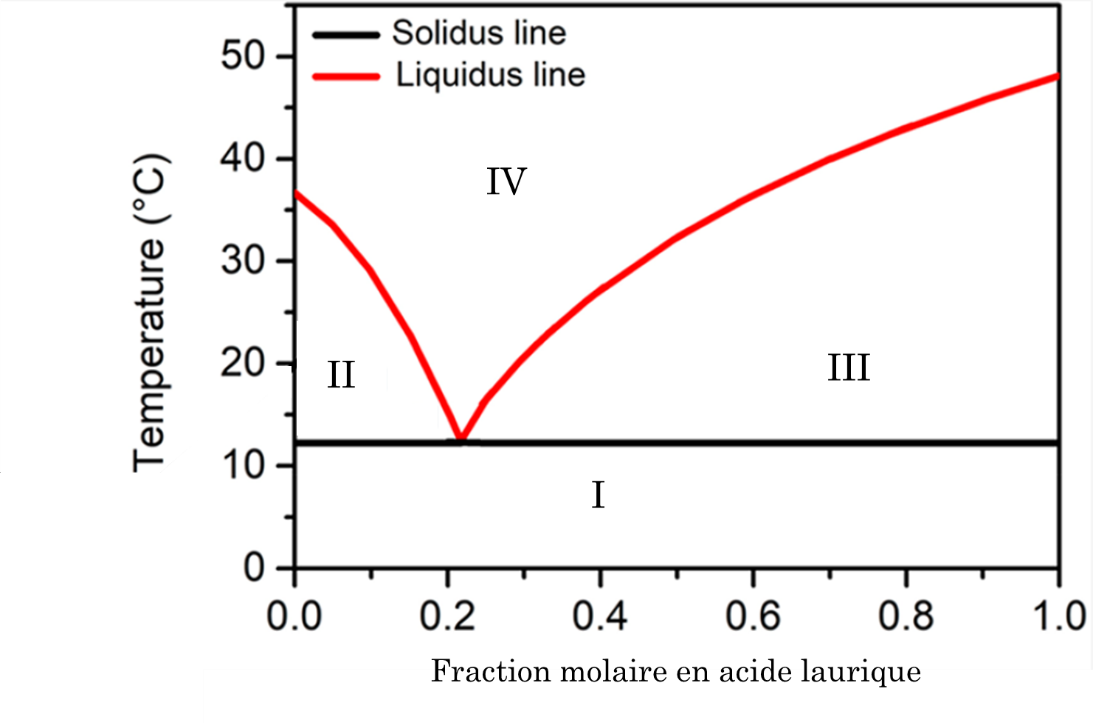 Solidus line
50
Liquidus line
40
IV
Temperature (°C)
30
20
II
III
10
I
0
0.0 0.2 0.4 0.6 0.8 1.0
Fraction molaire en acide laurique